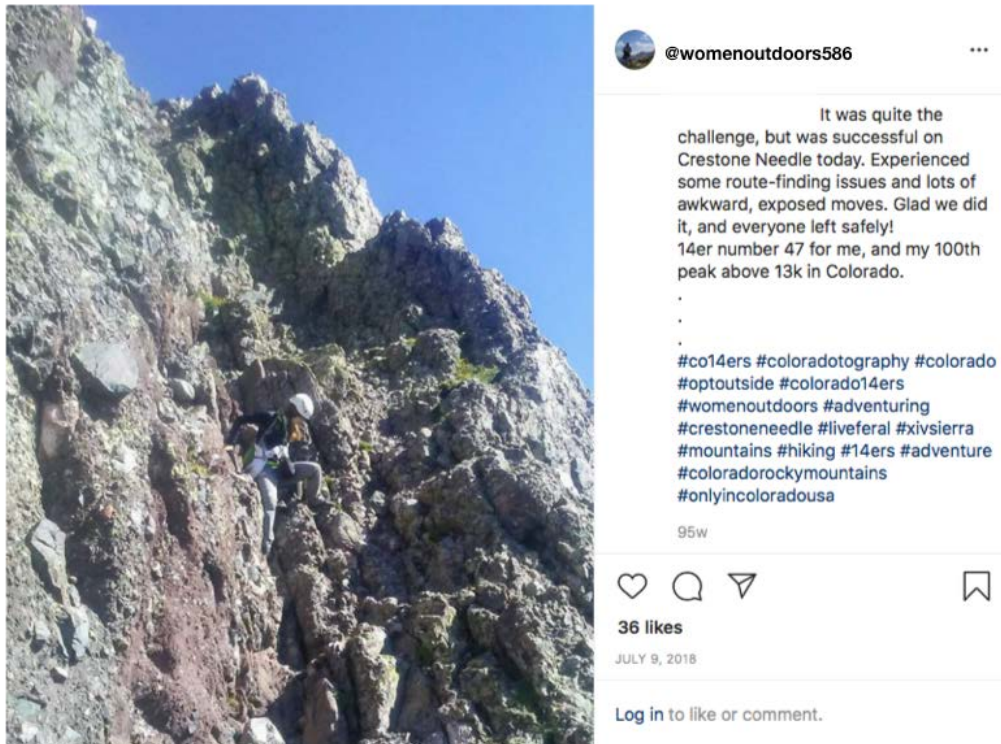 @womenoutdoors586
It was quite the
challenge, but was successful on
Crestone Needle today. Experienced
some route-finding issues and lots of
awkward, exposed moves. Glad we did
it, and everyone left safely!
14er number 47 for me, and my 100th
peak above 13k in Colorado.
.
.
.
#co14ers #coloradotography #colorado
#optoutside #colorado14ers
#womenoutdoors #adventuring
#crestoneneedle #liveferal #xivsierra
#mountains #hiking #14ers #adventure
#coloradorockymountains
#onlyincoloradousa
95w
36 likes
JULY 9, 2018
Log in to like or comment.